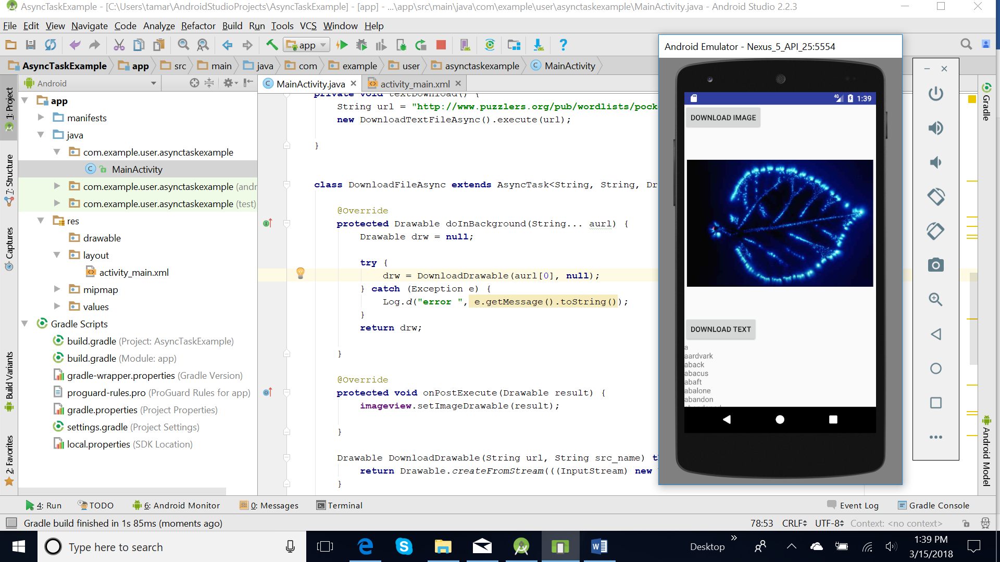 AsyncTaskExample - [C:\Users\tamar\AndroidStudioProjects\AsyncTaskExample] - [app] - ...\app\src\main\java\com\example\user\asynctaskexample\MainActivity.java - Android Studio 2.2.3
File Edit View Navigate Code Analyze Refactor Build Run Tools VCS Window Help
app
AsyncTaskExample app src main java com example user asynctaskexample MainActivity
Android
MainActivity.java activity_main.xml
1: Project
7: Structure
Captures
Build Variants
2: Favorites
app
manifests
java
com.example.user.asynctaskexample
MainActivity
com.example.user.asynctaskexample (andr
com.example.user.asynctaskexample (test)
res
drawable
layout
activity_main.xml
mipmap
values
Gradle Scripts
build.gradle (Project: AsyncTaskExample)
build.gradle (Module: app)
gradle-wrapper.properties (Gradle Version)
proguard-rules.pro (ProGuard Rules for app)
gradle.properties (Project Properties)
settings.gradle (Project Settings)
local.properties (SDK Location)
private void textDownload() {
String url = "http://www.puzzlers.org/pub/wordlists/pock
new DownloadTextFileAsync().execute(url);
}
class DownloadFileAsync extends AsyncTask<String, String, Dr
@Override
protected Drawable doInBackground(String... aurl) {
Drawable drw = null;
try {
drw = DownloadDrawable(aurl[0], null);
} catch (Exception e) {
Log.d("error ", e.getMessage().toString());
}
return drw;
}
@Override
protected void onPostExecute(Drawable result) {
imageview.setImageDrawable(result);
}
Drawable DownloadDrawable(String url, String src_name) th
return Drawable.createFromStream(((InputStream) new
}
Android Emulator - Nexus_5_API_25:5554
4G 1:39
DOWNLOAD IMAGE
DOWNLOAD TEXT
a
aardvark
aback
abacus
abaft
abalone
abandon
Gradle
Android Model
4: Run TODO 6: Android Monitor 0: Messages Terminal Event Log Gradle Console
Gradle build finished in 1s 85ms (moments ago) 78:53 CRLF UTF-8 Context: <no context>
Type here to search Desktop 1:39 PM
3/15/2018